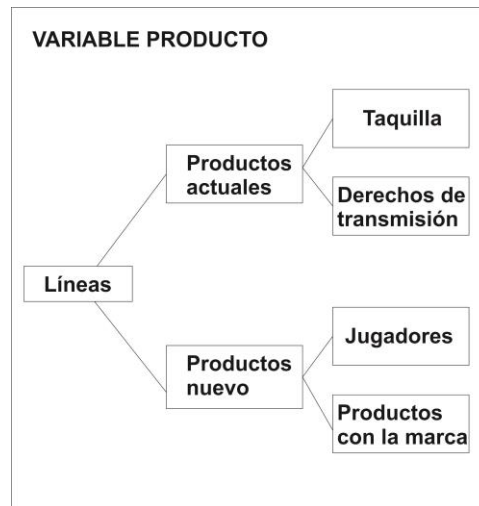 VARIABLE PRODUCTO
Taquilla
Productos
actuales
Derechos de
transmisión
Líneas
Jugadores
Productos
nuevo
Productos
con la marca